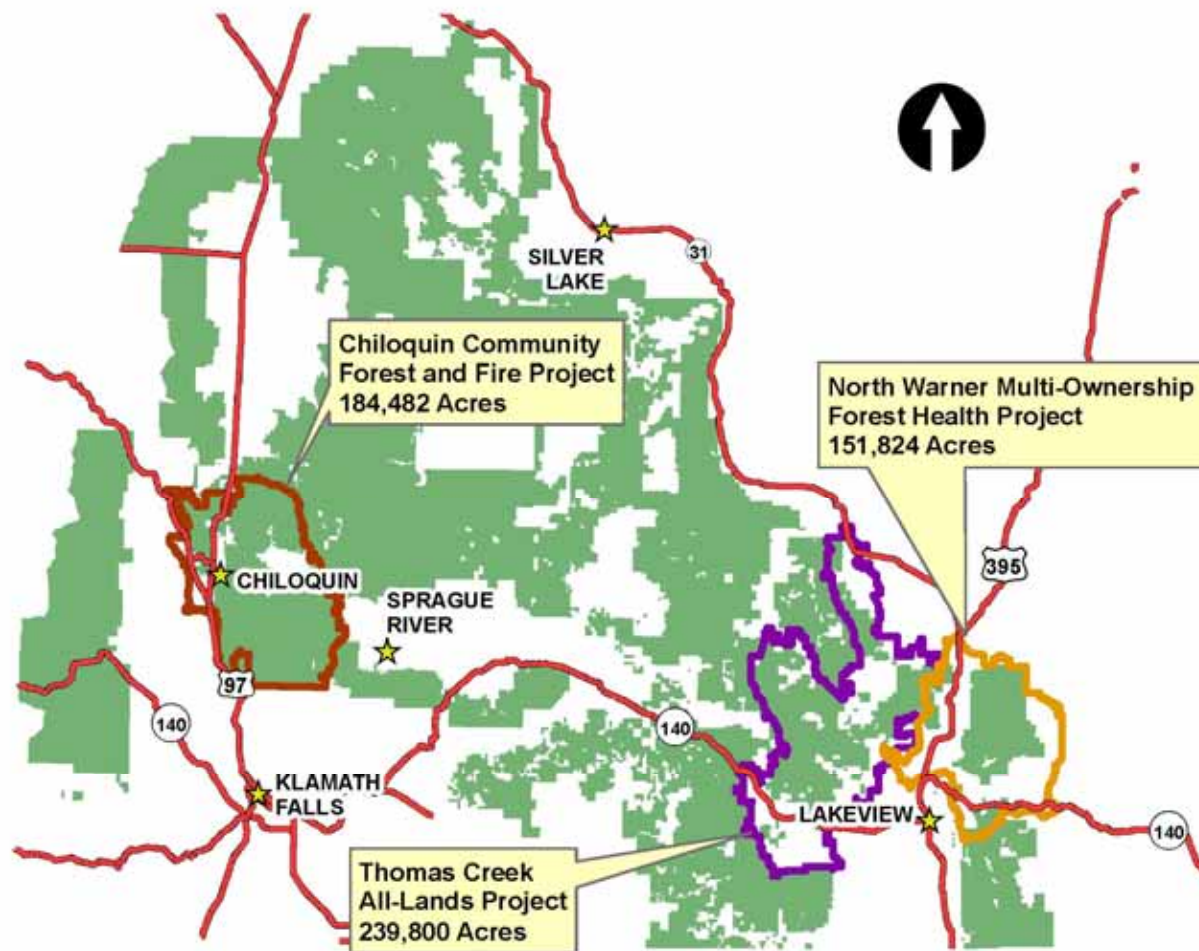 SILVER
LAKE
31
Chiloquin Community
Forest and Fire Project
184,482 Acres
North Warner Multi-Ownership
Forest Health Project
151,824 Acres
395
CHILOQUIN
SPRAGUE
RIVER
97
140
140
KLAMATH
FALLS
LAKEVIEW
140
Thomas Creek
All-Lands Project
239,800 Acres